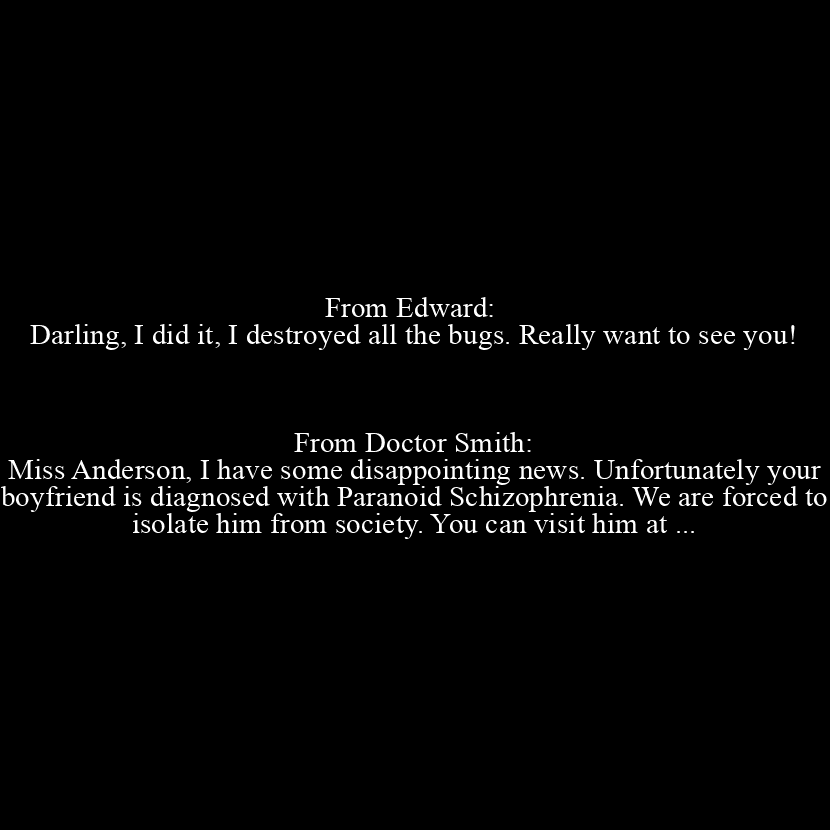 From Edward:
Darling, I did it, I destroyed all the bugs. Really want to see you!
From Doctor Smith:
Miss Anderson, I have some disappointing news. Unfortunately your
boyfriend is diagnosed with Paranoid Schizophrenia. We are forced to
isolate him from society. You can visit him at ...